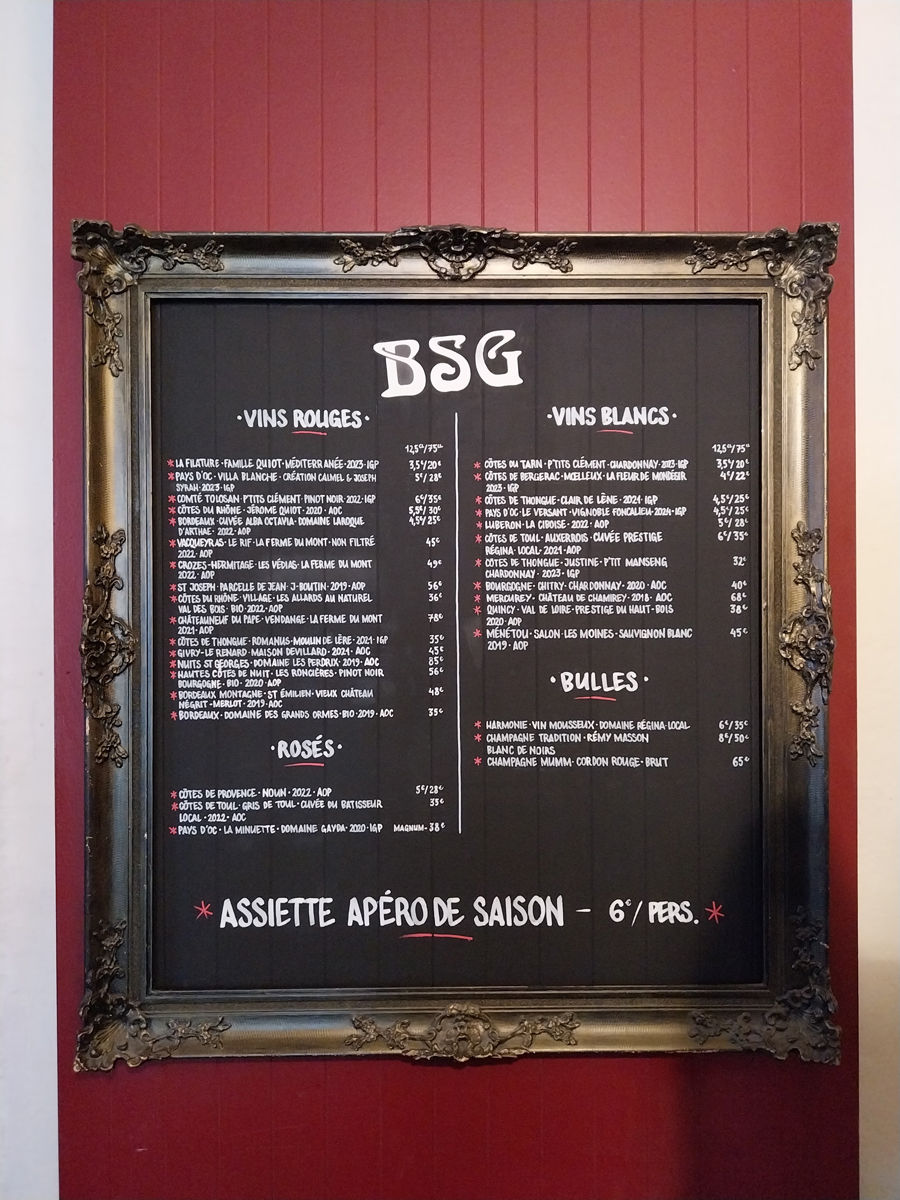 BSG
·VINS ROUGES·
12,5cl/75cl
*LA FILATURE·FAMILLE QUIOT·MÉDITERRANÉE·2023·IGP 3,5€/20€
*PAYS D'OC·VILLA BLANCHE·CRÉATION CALMEL & JOSEPH 5€/28€
SYRAH·2023·IGP
*COMTÉ TOLOSAN·P'TITS CLÉMENT·PINOT NOIR·2022·IGP 6€/35€
*CÔTES DU RHÔNE·JÉROME QUIOT·2020·AOC 5,5€/30€
*BORDEAUX·CUVÉE ALBA OCTAVIA·DOMAINE LAROQUE 4,5€/25€
D'ARTHAE·2022·AOP
*VACQUEYRAS·LE RIF·LA FERME DU MONT·NON FILTRÉ 45€
2022·AOP
*CROZES-HERMITAGE·LES VÉDIAS·LA FERME DU MONT 49€
2022·AOP
*ST JOSEPH·PARCELLE DE JEAN·J·BOUTIN·2019·AOP 56€
*CÔTES DU RHÔNE·VILLAGE·LES ALLARDS AU NATUREL 36€
VAL DES BOIS·BIO·2022·AOP
*CHÂTEAUNEUF DU PAPE·VENDANGE·LA FERME DU MONT 78€
2021·AOP
*CÔTES DE THONGUE·ROMANUS·MOULIN DE LÈRE·2021·IGP 35€
*GIVRY·LE RENARD·MAISON DEVILLARD·2021·AOC 45€
*NUITS ST GEORGES·DOMAINE LES PERDRIX·2019·AOC 85€
*HAUTES CÔTES DE NUIT·LES RONCIÈRES·PINOT NOIR 56€
BOURGOGNE·BIO·2020·AOP
*BORDEAUX MONTAGNE·ST ÉMILIEN·VIEUX CHÂTEAU 48€
NÉGRIT·MERLOT·2019·AOC
*BORDEAUX·DOMAINE DES GRANDS ORMES·BIO·2019·AOC 35€
·ROSÉS·
*CÔTES DE PROVENCE·NOUN·2022·AOP 5€/28€
*CÔTES DE TOUL·GRIS DE TOUL·CUVÉE DU BATISSEUR 35€
LOCAL·2022·AOC
*PAYS D'OC·LA MINUETTE·DOMAINE GAYDA·2020·IGP MAGNUM-38€
·VINS BLANCS·
12,5cl/75cl
*CÔTES DU TARN·P'TITS CLÉMENT·CHARDONNAY·2023·IGP 3,5€/20€
*CÔTES DE BERGERAC·MŒLLEUX·LA FLEUR DE MONDÉSIR 4€/22€
2023·IGP
*CÔTES DE THONGUE·CLAIR DE LÈNE·2021·IGP 4,5€/25€
*PAYS D'OC·LE VERSANT·VIGNOBLE FONCALIEU·2024·IGP 4,5€/25€
*LUBERON·LA CIBOISE·2022·AOP 5€/28€
*CÔTES DE TOUL·AUXERROIS·CUVÉE PRESTIGE 6€/35€
RÉGINA·LOCAL·2021·AOP
*CÔTES DE THONGUE·JUSTINE·P'TIT MANSENG 32€
CHARDONNAY·2023·IGP
*BOURGOGNE·CHITRY·CHARDONNAY·2020·AOC 40€
*MERCUREY·CHÂTEAU DE CHAMIREY·2018·AOC 68€
*QUINCY·VAL DE LOIRE·PRESTIGE DU HAUT-BOIS 38€
2020·AOP
*MÉNÉTOU·SALON·LES MOINES·SAUVIGNON BLANC 45€
2019·AOP
·BULLES·
*HARMONIE·VIN MOUSSEUX·DOMAINE RÉGINA·LOCAL 6€/35€
*CHAMPAGNE TRADITION·RÉMY MASSON 8€/50€
BLANC DE NOIRS
*CHAMPAGNE MUMM·CORDON ROUGE·BRUT 65€
*ASSIETTE APÉRO DE SAISON – 6€/PERS.*